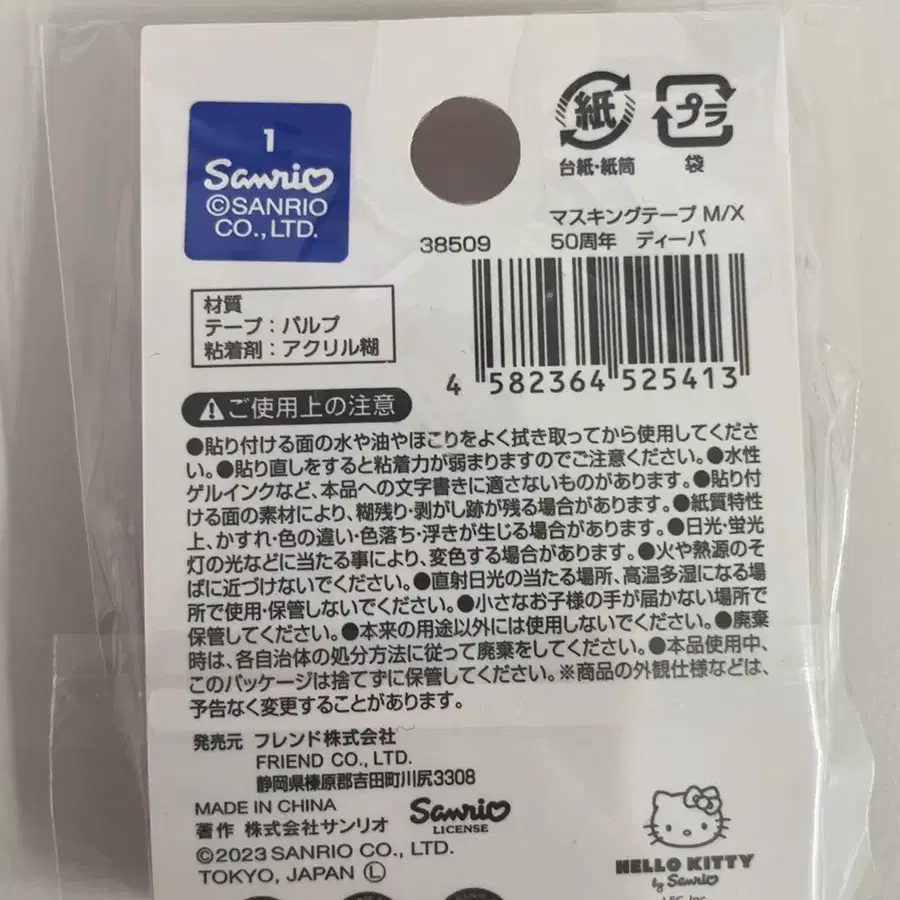 1
Sanrio
©SANRIO
CO., LTD.
紙
台紙・紙筒
プラ
袋
マスキングテープ M/X
38509
50周年 ディーパ
材質
テープ：パルプ
粘着剤：アクリル糊
4 582364 525413
ご使用上の注意
●貼り付ける面の水や油やほこりをよく拭き取ってから使用してくださ
い。●貼り直しをすると粘着力が弱まりますのでご注意ください。●水性
ゲルインクなど、本品への文字書きに適さないものがあります。●貼り付
ける面の素材により、糊残り・剥がし跡が残る場合があります。●紙質特性
上、かすれ・色の違い・色落ち・浮きが生じる場合があります。●日光・蛍光
灯の光などに当たる事により、変色する場合があります。●火や熱源のそ
ばに近づけないでください。●直射日光の当たる場所、高温多湿になる場
所で使用・保管しないでください。●小さなお子様の手が届かない場所で
保管してください。●本来の用途以外には使用しないでください。●廃棄
時は、各自治体の処分方法に従って廃棄をしてください。●本品使用中、
このパッケージは捨てずに保管してください。※商品の外観仕様などは、
予告なく変更することがあります。
発売元 フレンド株式会社
FRIEND CO., LTD.
静岡県榛原郡吉田町川尻3308
MADE IN CHINA
著作 株式会社サンリオ
Sanrio
LICENSE
©2023 SANRIO CO., LTD.
TOKYO, JAPAN Ⓛ
HELLO KITTY
by Sanrio